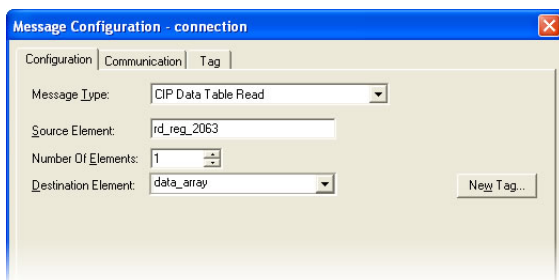 Message Configuration - connection
Configuration Communication Tag
Message Type: CIP Data Table Read
Source Element: rd_reg_2063
Number Of Elements: 1
Destination Element: data_array New Tag...